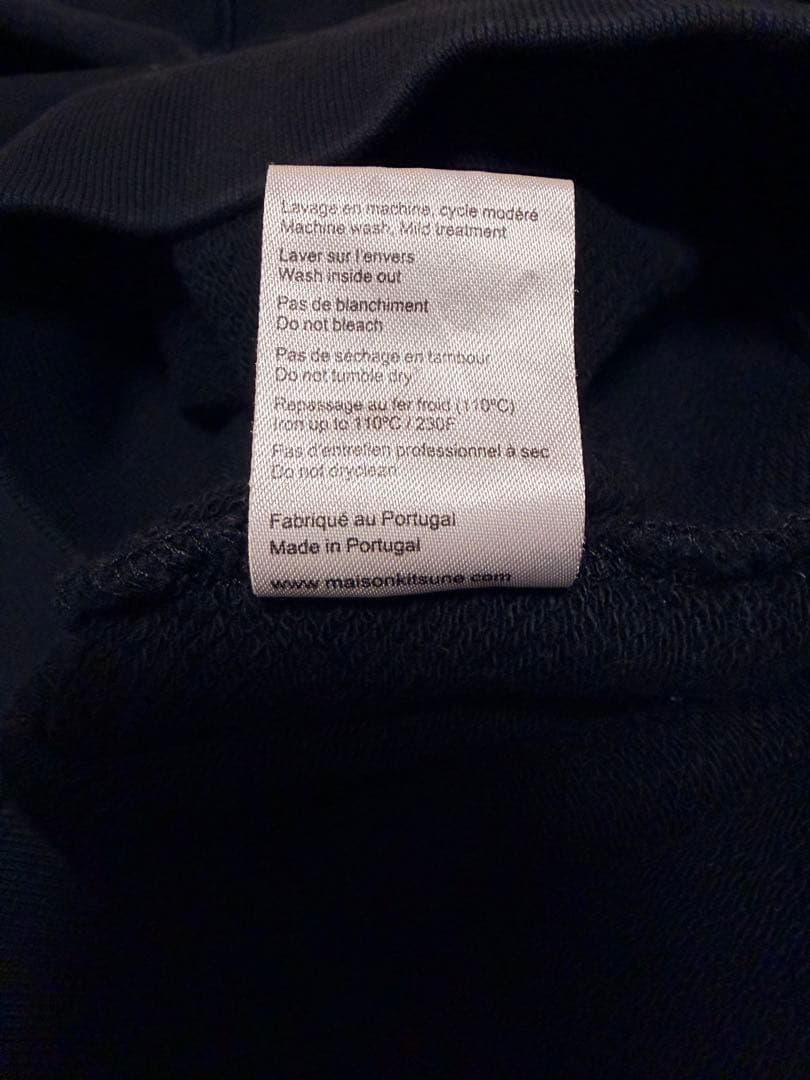 Lavage en machine, cycle modéré
Machine wash. Mild treatment
Laver sur l'envers
Wash inside out
Pas de blanchiment
Do not bleach
Pas de séchage en tambour
Do not tumble dry
Repassage au fer froid (110°C)
Iron up to 110°C / 230F
Pas d'entretien professionnel à sec
Do not dryclean
Fabriqué au Portugal
Made in Portugal
www.maisonkitsune.com